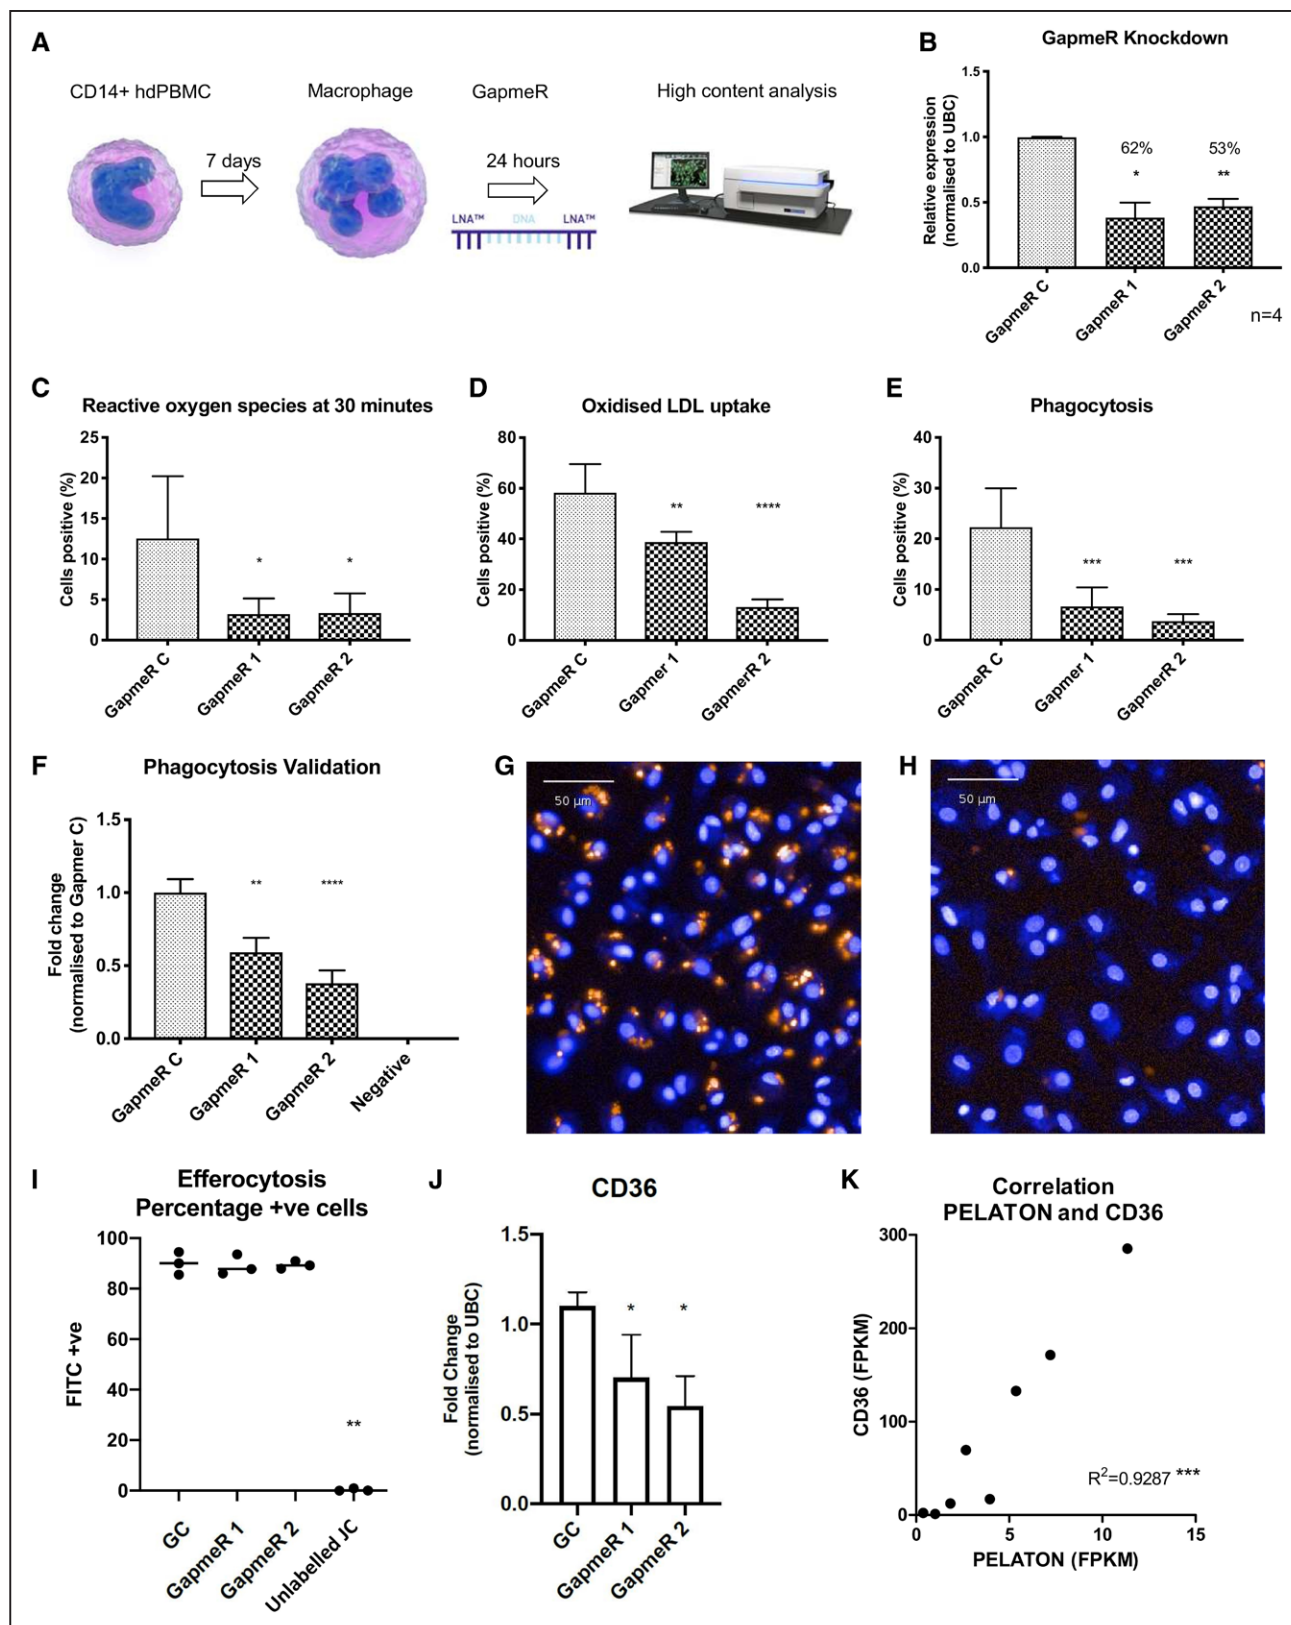 A
CD14+ hdPBMC
Macrophage
GapmeR
High content analysis
7 days
24 hours
LNA™ DNA LNA™
B
GapmeR Knockdown
Relative expression
(normalised to UBC)
1.5
1.0
0.5
0.0
62%
*
53%
**
GapmeR C
GapmeR 1
GapmeR 2
n=4
C
Reactive oxygen species at 30 minutes
Cells positive (%)
25
20
15
10
5
0
*
*
GapmeR C
GapmeR 1
GapmeR 2
D
Oxidised LDL uptake
Cells positive (%)
80
60
40
20
0
**
****
GapmeR C
Gapmer 1
GapmerR 2
E
Phagocytosis
Cells positive (%)
40
30
20
10
0
***
***
GapmeR C
Gapmer 1
GapmerR 2
F
Phagocytosis Validation
Fold change
(normalised to Gapmer C)
1.5
1.0
0.5
0.0
**
****
GapmeR C
GapmeR 1
GapmeR 2
Negative
G
50 µm
H
50 µm
I
Efferocytosis
Percentage +ve cells
FITC +ve
100
80
60
40
20
0
**
GC
GapmeR 1
GapmeR 2
Unlabelled JC
J
CD36
Fold Change
(normalised to UBC)
1.5
1.0
0.5
0.0
*
*
GC
GapmeR 1
GapmeR 2
K
Correlation
PELATON and CD36
CD36 (FPKM)
300
200
100
0
R²=0.9287 ***
0 5 10 15
PELATON (FPKM)